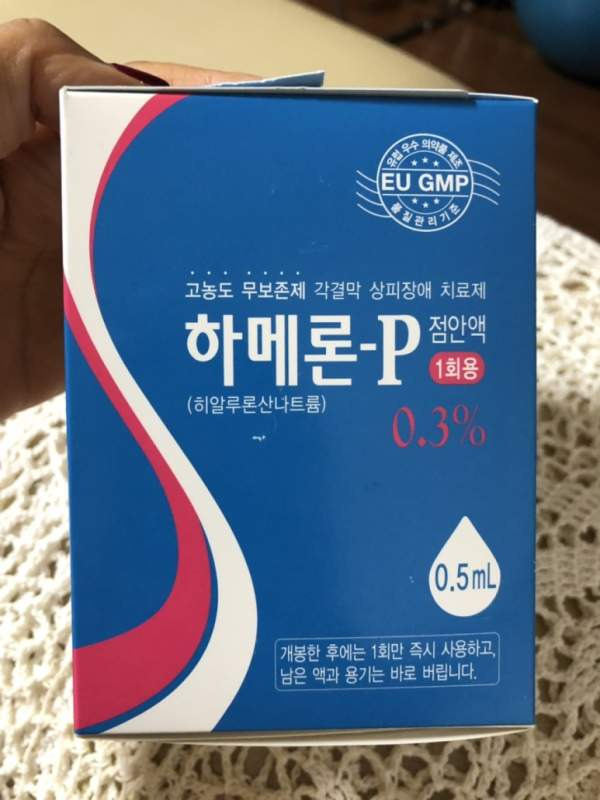 유럽 우수 의약품 제조
EU GMP
품질관리기준
고농도 무보존제 각결막 상피장애 치료제
하메론-P 점안액
1회용
(히알루론산나트륨)
0.3%
0.5mL
개봉한 후에는 1회만 즉시 사용하고,
남은 액과 용기는 바로 버립니다.